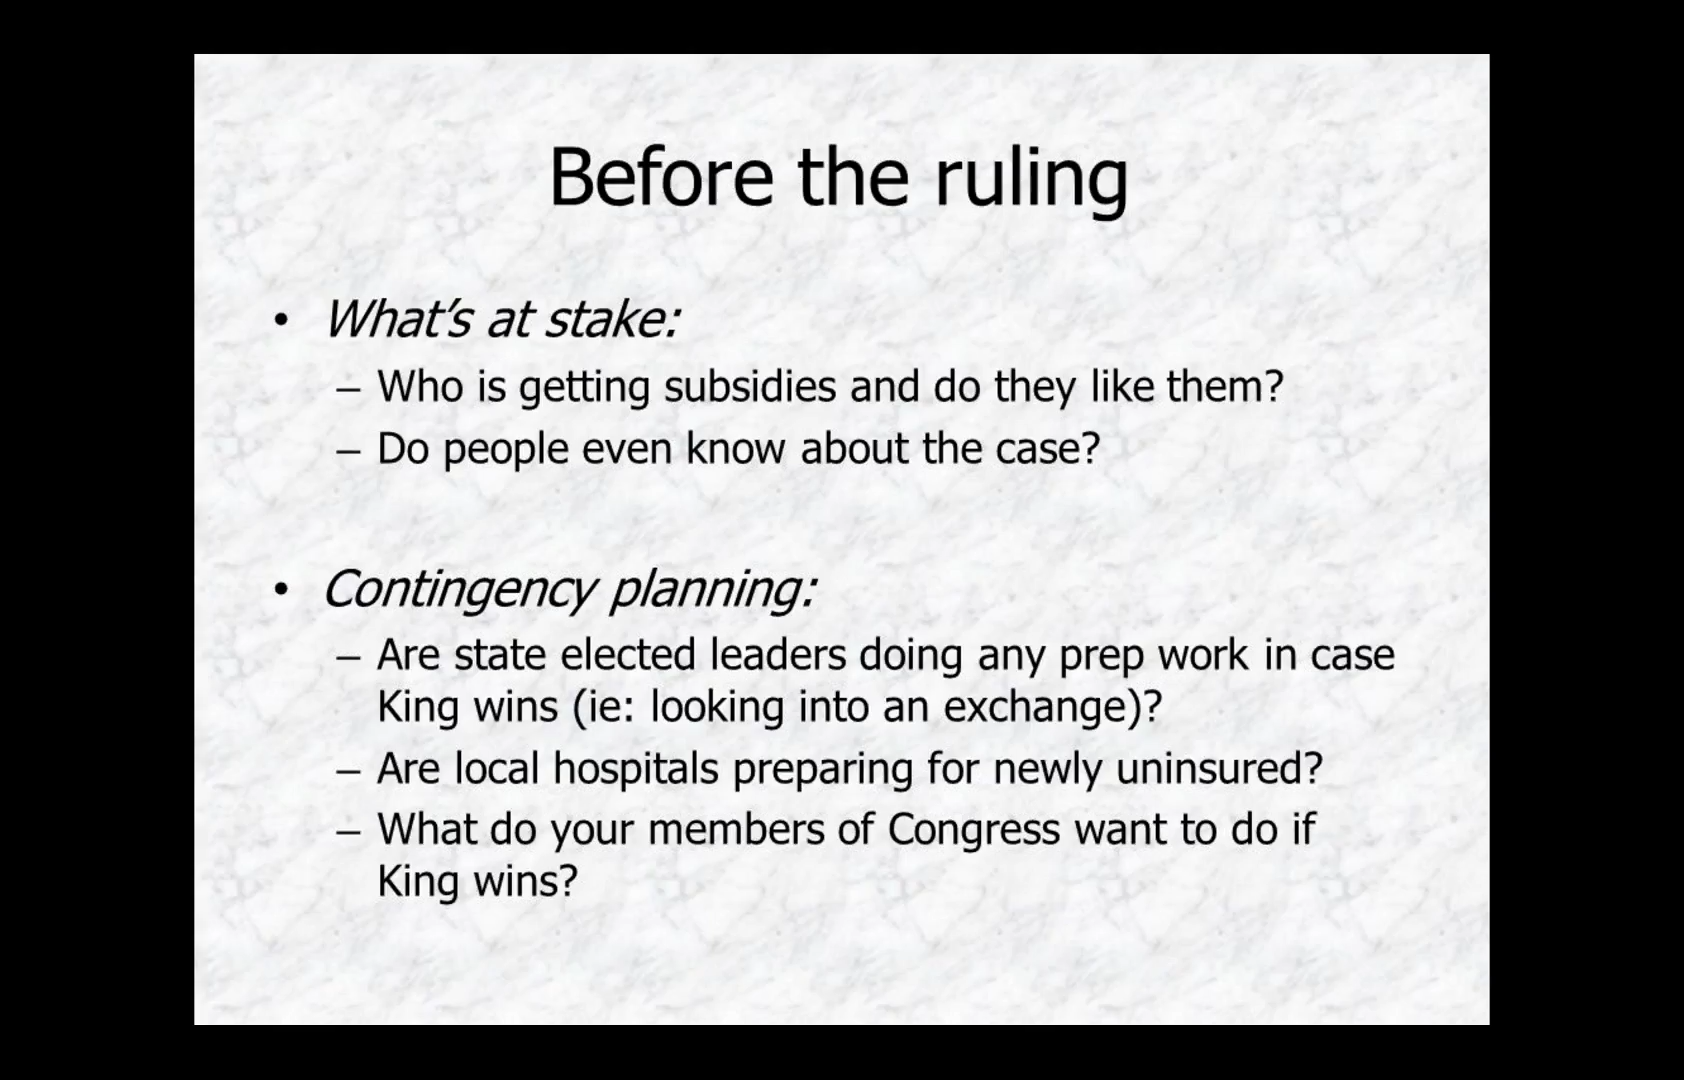 Before the ruling
• What’s at stake:
– Who is getting subsidies and do they like them?
– Do people even know about the case?
• Contingency planning:
– Are state elected leaders doing any prep work in case
King wins (ie: looking into an exchange)?
– Are local hospitals preparing for newly uninsured?
– What do your members of Congress want to do if
King wins?